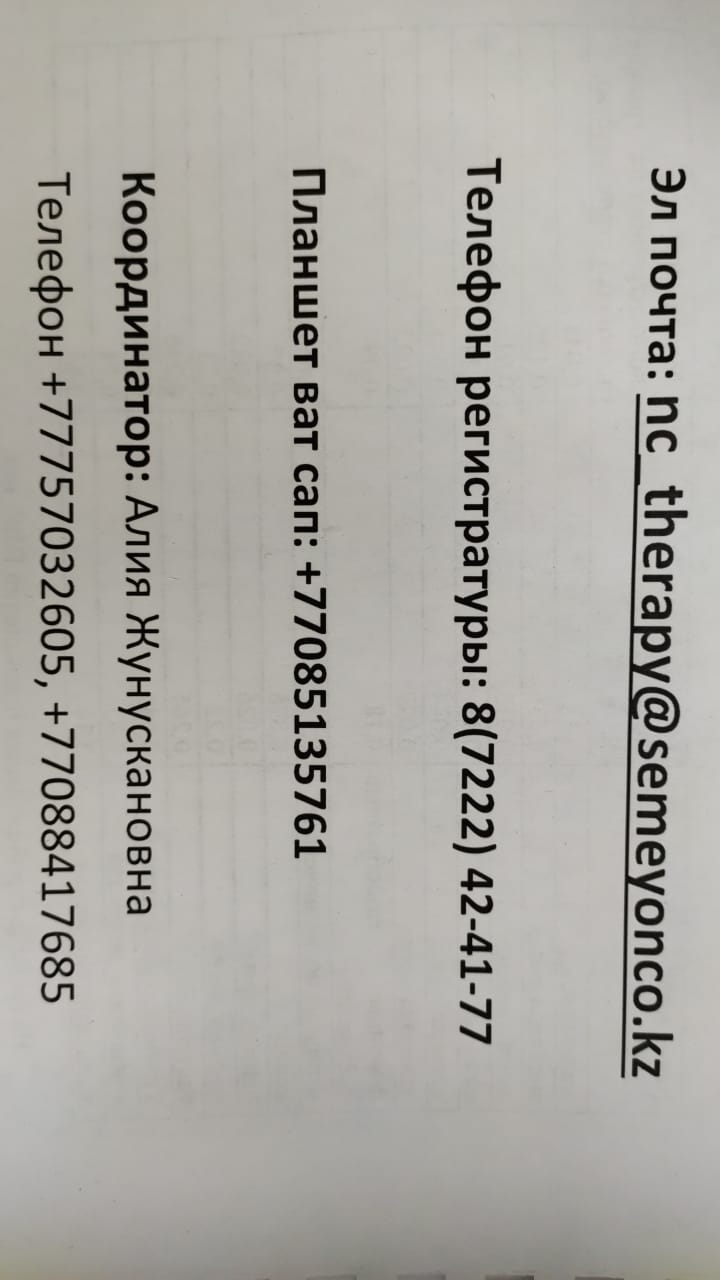 Эл почта: nc_therapy@semeyonco.kz
Телефон регистратуры: 8(7222) 42-41-77
Планшет ват сап: +77085135761
Координатор: Алия Жунускановна
Телефон +77757032605, +77088417685